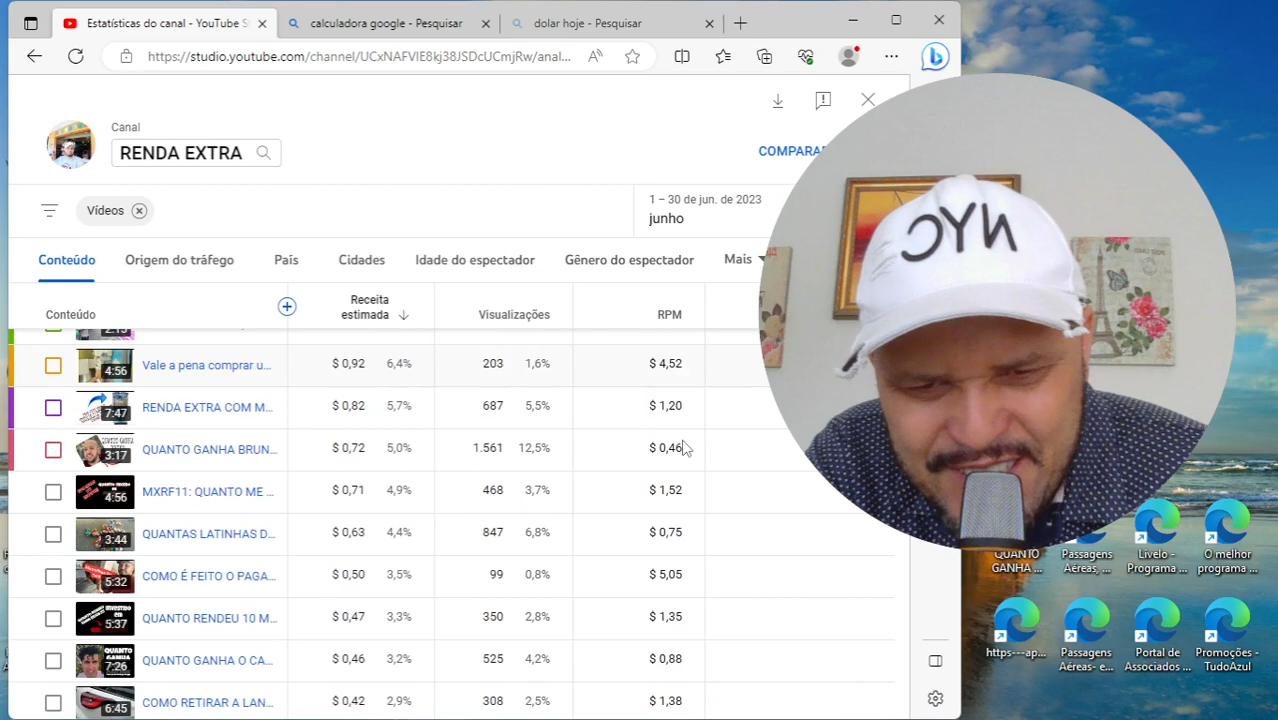 Estatísticas do canal - YouTube S
calculadora google - Pesquisar
dolar hoje - Pesquisar
https://studio.youtube.com/channel/UCxNAFVIE8kj38JSDcUCmjRw/anal...
Canal
RENDA EXTRA
COMPARAR
Vídeos
1 – 30 de jun. de 2023
junho
Conteúdo Origem do tráfego País Cidades Idade do espectador Gênero do espectador Mais
Conteúdo Receita estimada Visualizações RPM
2:13
4:56 Vale a pena comprar u... $ 0,92 6,4% 203 1,6% $ 4,52
7:47 RENDA EXTRA COM M... $ 0,82 5,7% 687 5,5% $ 1,20
3:17 QUANTO GANHA BRUN... $ 0,72 5,0% 1.561 12,5% $ 0,46
4:56 MXRF11: QUANTO ME ... $ 0,71 4,9% 468 3,7% $ 1,52
3:44 QUANTAS LATINHAS D... $ 0,63 4,4% 847 6,8% $ 0,75
5:32 COMO É FEITO O PAGA... $ 0,50 3,5% 99 0,8% $ 5,05
5:37 QUANTO RENDEU 10 M... $ 0,47 3,3% 350 2,8% $ 1,35
7:26 QUANTO GANHA O CA... $ 0,46 3,2% 525 4,2% $ 0,88
6:45 COMO RETIRAR A LAN... $ 0,42 2,9% 308 2,5% $ 1,38
NYC
QUANTO GANHA ...
Passagens Aéreas, ...
Livelo - Programa ...
O melhor programa ...
https---ap...
Passagens Aéreas- e...
Portal de Associados ...
Promoções - TudoAzul